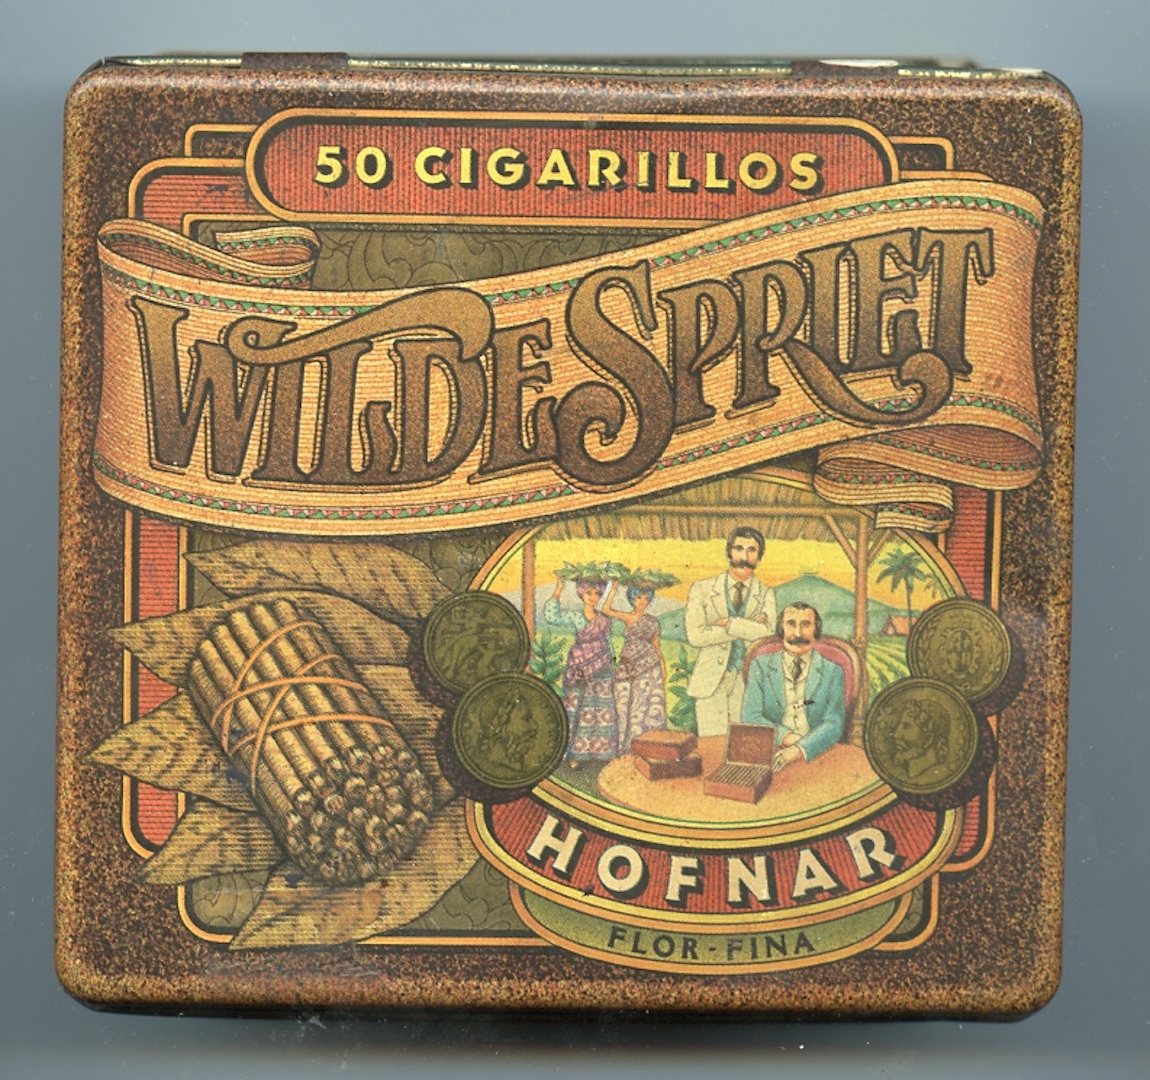 50 CIGARILLOS
WILDE SPRIET
HOFNAR
FLOR-FINA